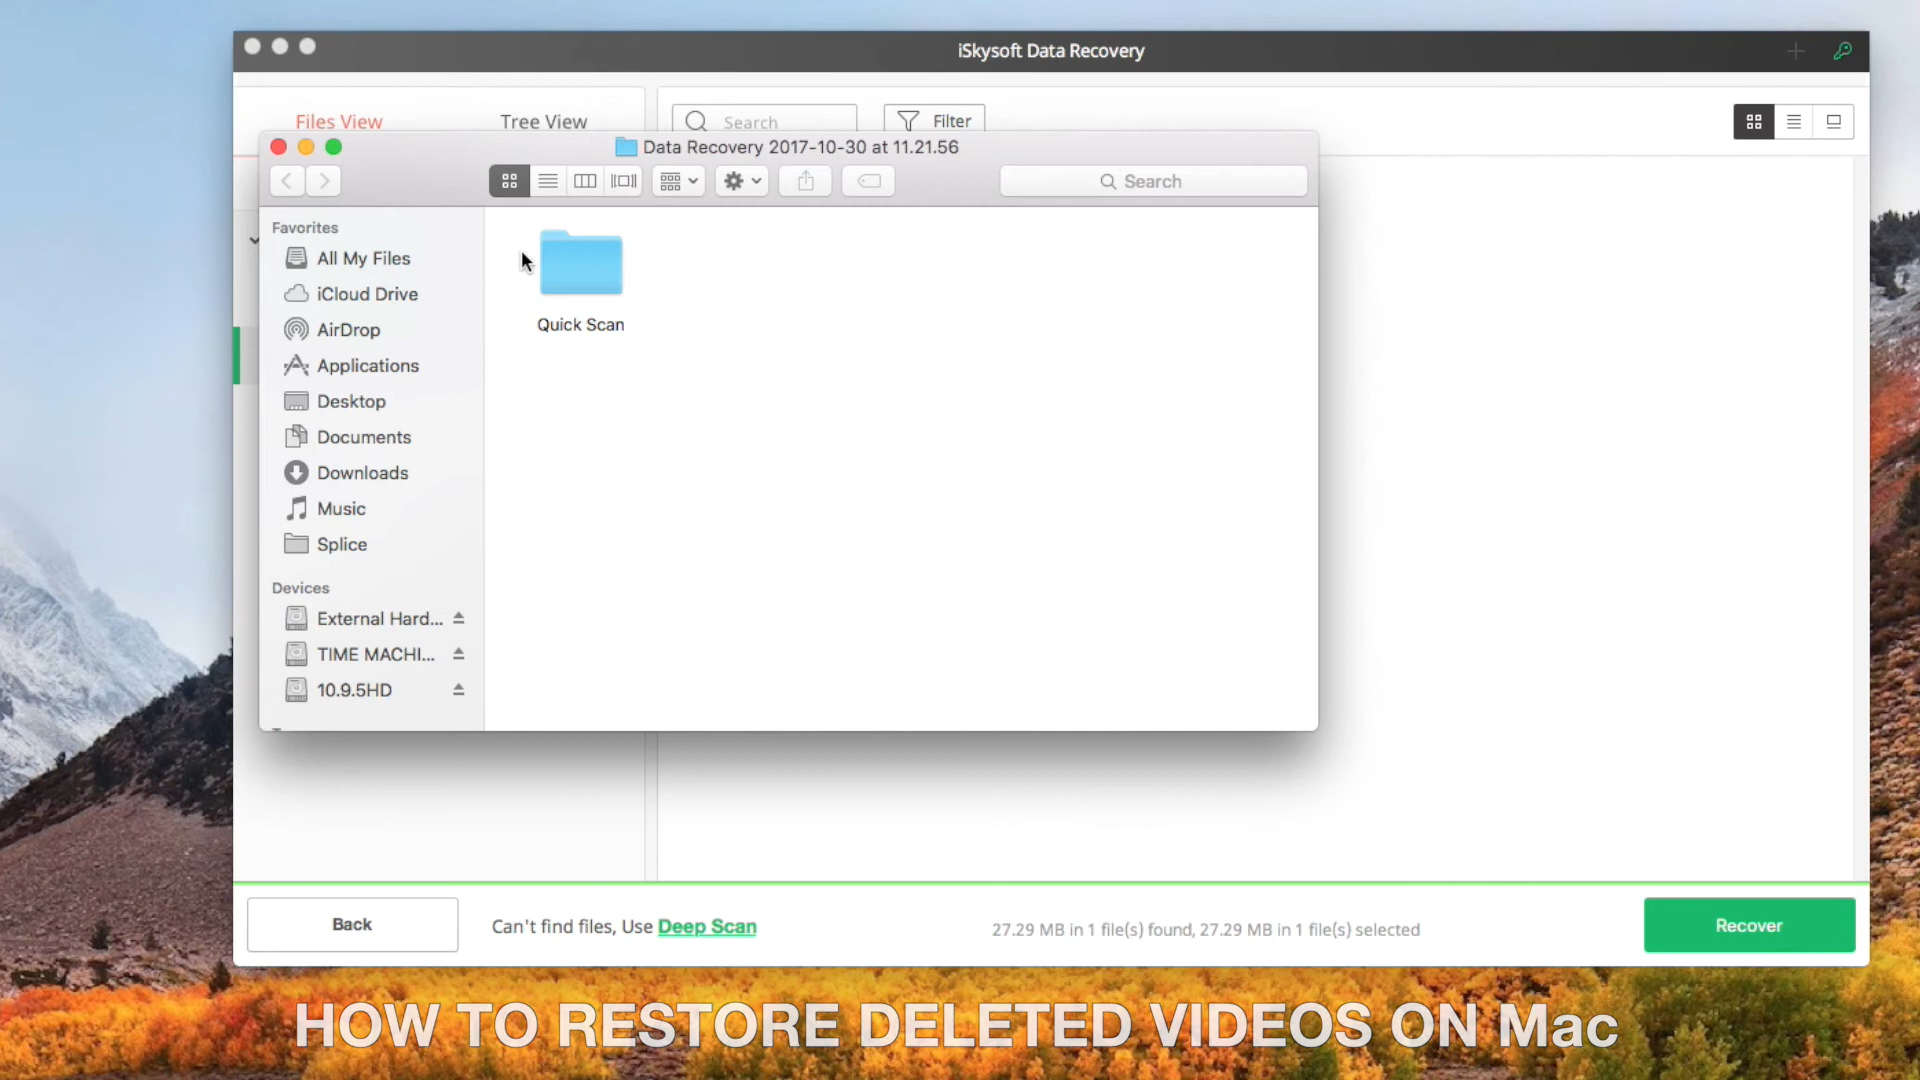 iSkysoft Data Recovery
Files View
Tree View
Search
Filter
Data Recovery 2017-10-30 at 11.21.56
Search
Favorites
All My Files
iCloud Drive
AirDrop
Applications
Desktop
Documents
Downloads
Music
Splice
Devices
External Hard...
TIME MACHI...
10.9.5HD
Quick Scan
Back
Can't find files, Use Deep Scan
27.29 MB in 1 file(s) found, 27.29 MB in 1 file(s) selected
Recover
HOW TO RESTORE DELETED VIDEOS ON Mac